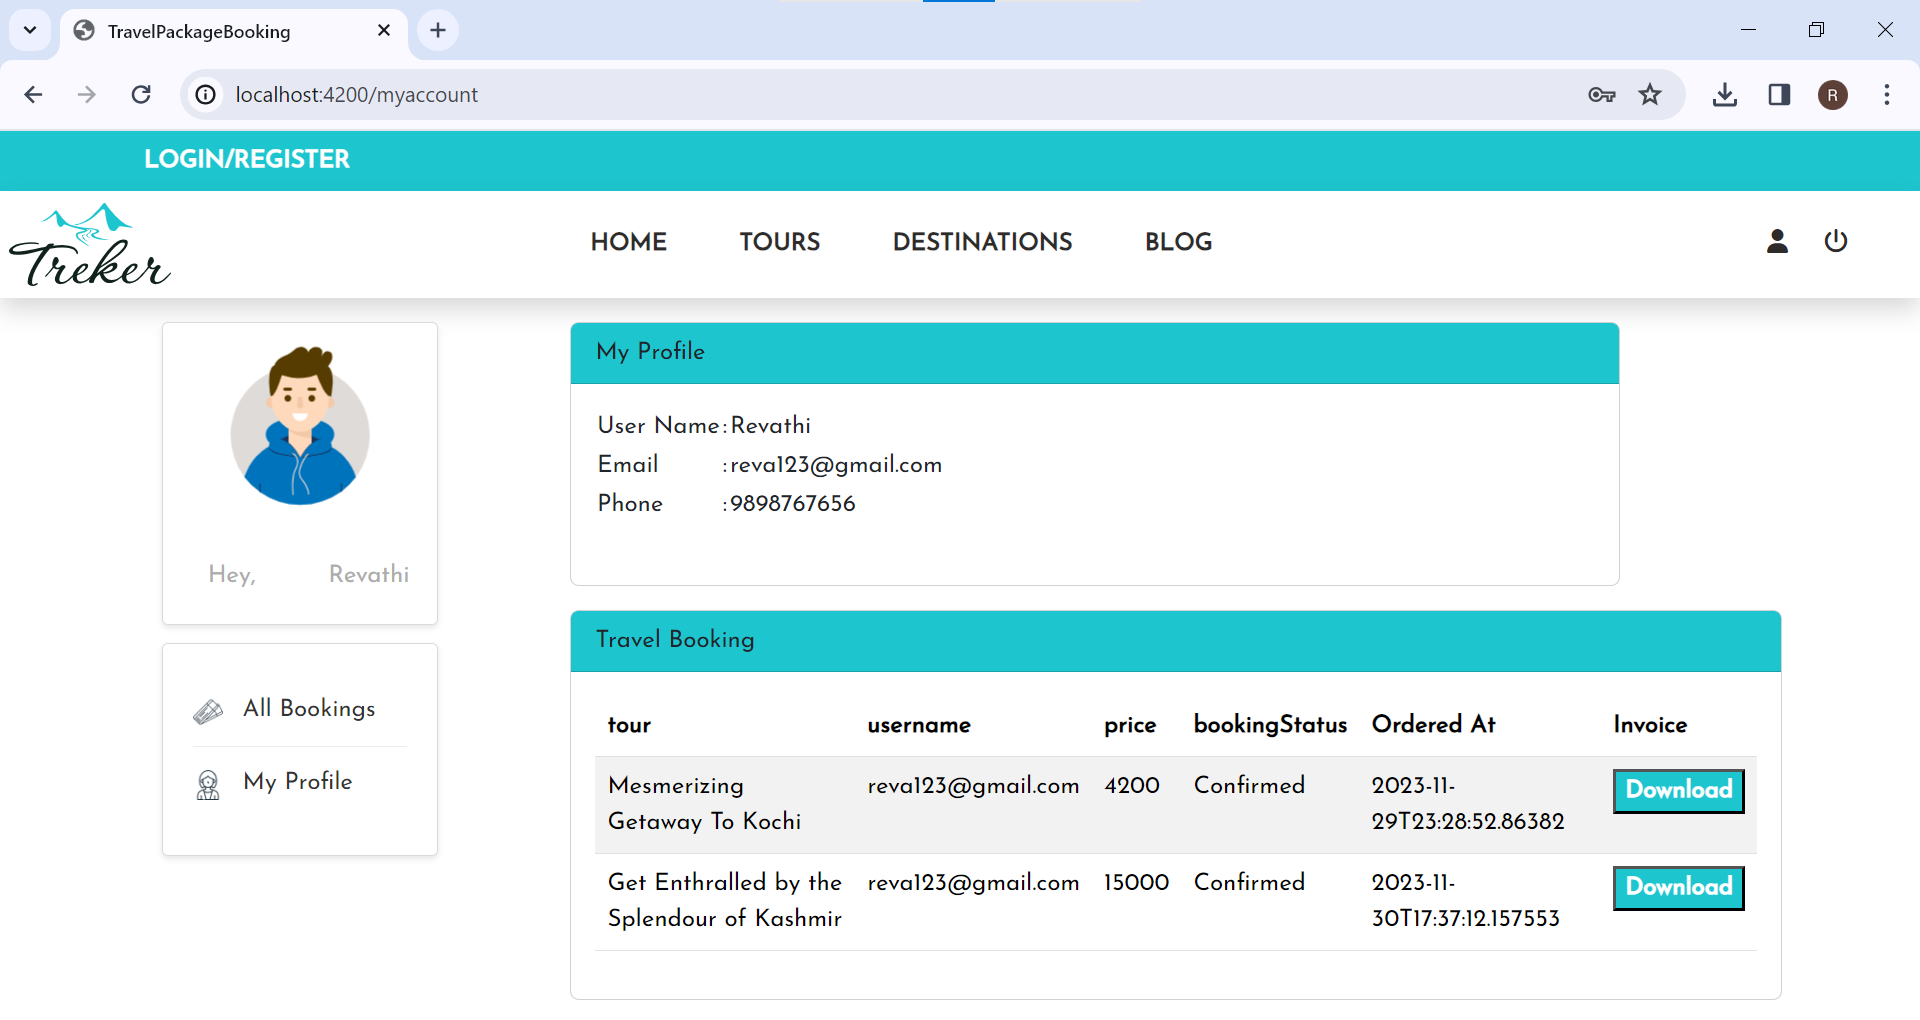 TravelPackageBooking
localhost:4200/myaccount
R
LOGIN/REGISTER
Treker
HOME TOURS DESTINATIONS BLOG
Hey, Revathi
All Bookings
My Profile
My Profile
User Name : Revathi
Email : reva123@gmail.com
Phone : 9898767656
Travel Booking
tour username price bookingStatus Ordered At Invoice
Mesmerizing reva123@gmail.com 4200 Confirmed 2023-11- Download
Getaway To Kochi 29T23:28:52.86382
Get Enthralled by the reva123@gmail.com 15000 Confirmed 2023-11- Download
Splendour of Kashmir 30T17:37:12.157553